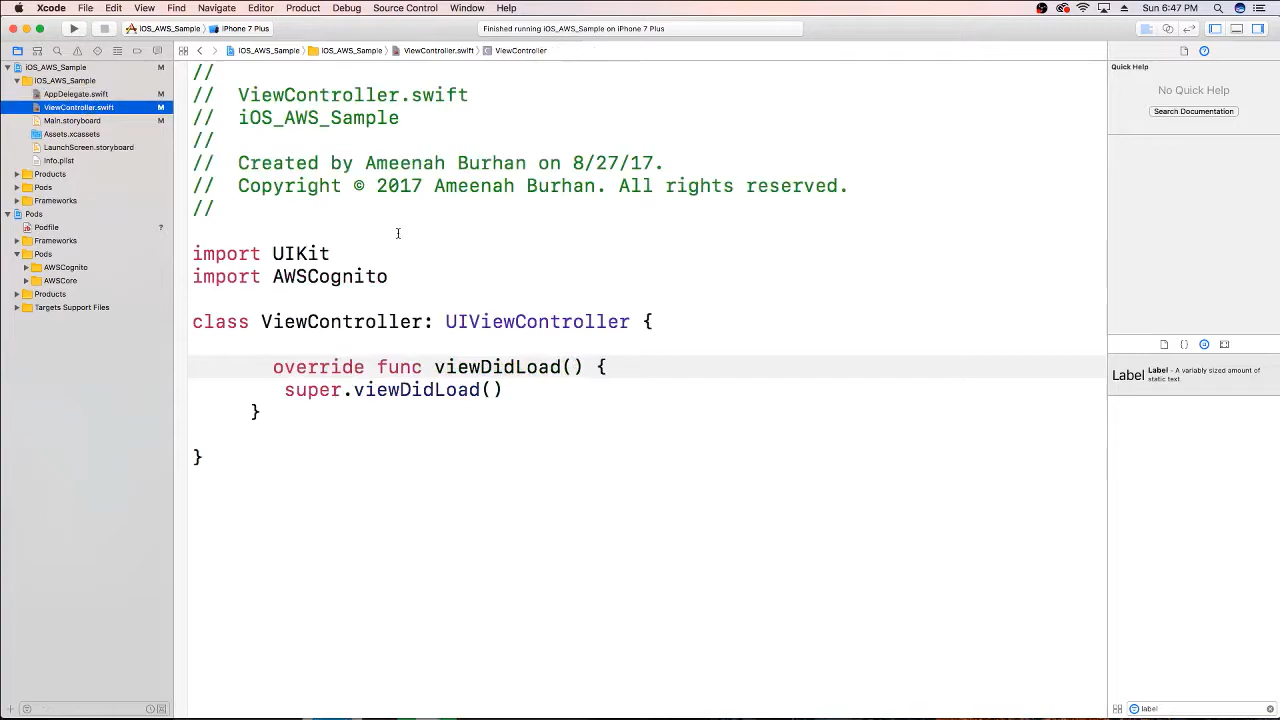 Xcode File Edit View Find Navigate Editor Product Debug Source Control Window Help
Sun 6:47 PM
iOS_AWS_Sample iPhone 7 Plus
Finished running iOS_AWS_Sample on iPhone 7 Plus
iOS_AWS_Sample iOS_AWS_Sample ViewController.swift ViewController
iOS_AWS_Sample M
iOS_AWS_Sample
AppDelegate.swift M
ViewController.swift M
Main.storyboard M
Assets.xcassets
LaunchScreen.storyboard
Info.plist
Products
Pods
Frameworks
Pods
Podfile ?
Frameworks
Pods
AWSCognito
AWSCore
Products
Targets Support Files
//
// ViewController.swift
// iOS_AWS_Sample
//
// Created by Ameenah Burhan on 8/27/17.
// Copyright © 2017 Ameenah Burhan. All rights reserved.
//
import UIKit
import AWSCognito
class ViewController: UIViewController {
override func viewDidLoad() {
super.viewDidLoad()
}
}
Quick Help
No Quick Help
Search Documentation
{ }
Label
Label - A variably sized amount of
static text
label